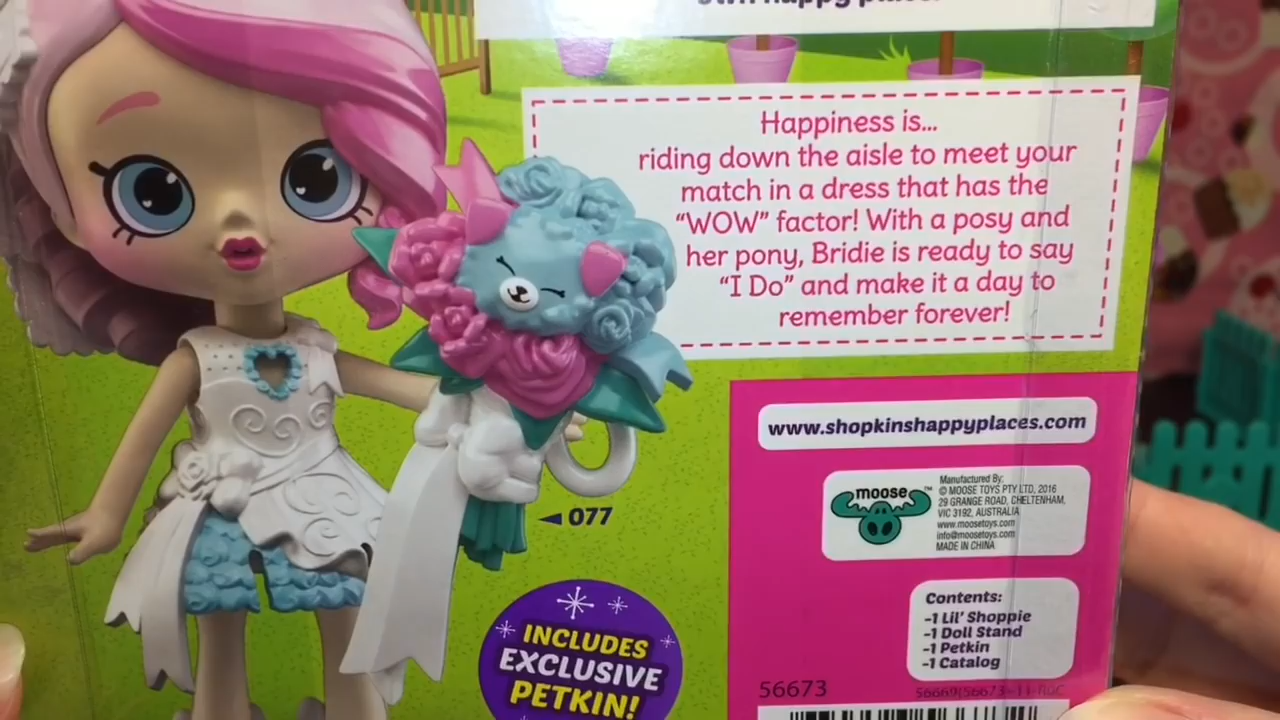 own happy place.
Happiness is...
riding down the aisle to meet your
match in a dress that has the
“WOW” factor! With a posy and
her pony, Bridie is ready to say
“I Do” and make it a day to
remember forever!
www.shopkinshappyplaces.com
moose™
Manufactured By:
© MOOSE TOYS PTY LTD, 2016
29 GRANGE ROAD, CHELTENHAM,
VIC 3192, AUSTRALIA
www.moosetoys.com
info@moosetoys.com
MADE IN CHINA
077
INCLUDES
EXCLUSIVE
PETKIN!
Contents:
-1 Lil' Shoppie
-1 Doll Stand
-1 Petkin
-1 Catalog
56673